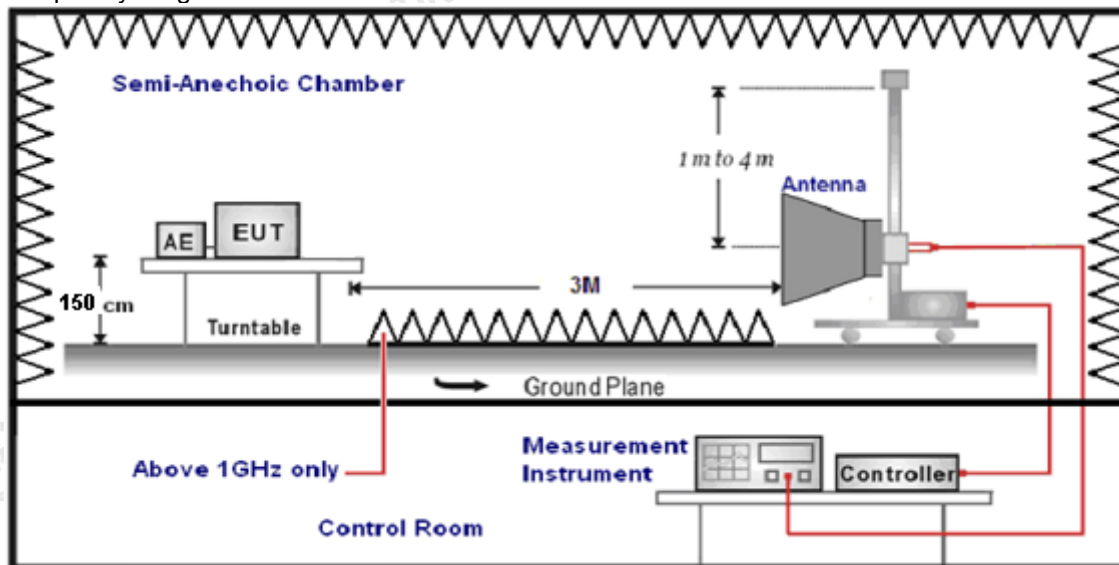 Semi-Anechoic Chamber
1 m to 4 m
Antenna
AE
EUT
150 cm
3M
Turntable
Ground Plane
Above 1GHz only
Measurement
Instrument
Controller
Control Room